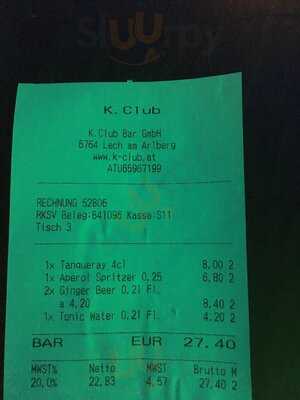 sluurpy
K.Club
K.Club Bar GmbH
6764 Lech am Arlberg
www.k-club.at
ATU65967199
RECHNUNG 52806
RKSV Beleg:641096 Kassa S11
Tisch 3
1x Tanqueray 4cl 8,00 2
1x Aperol Spritzer 0,25 6,80 2
2x Ginger Beer 0,2l Fl.
a 4,20 8,40 2
1x Tonic Water 0,2l Fl. 4,20 2
BAR EUR 27.40
MWST% Netto MWST Brutto M
20,0% 22,83 4,57 27,40 2